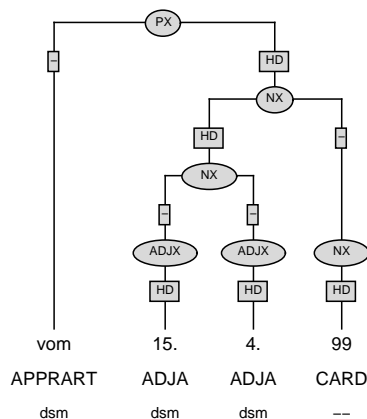 PX
– HD
NX
HD –
NX
– –
ADJX ADJX NX
HD HD HD
vom 15. 4. 99
APPRART ADJA ADJA CARD
dsm dsm dsm --